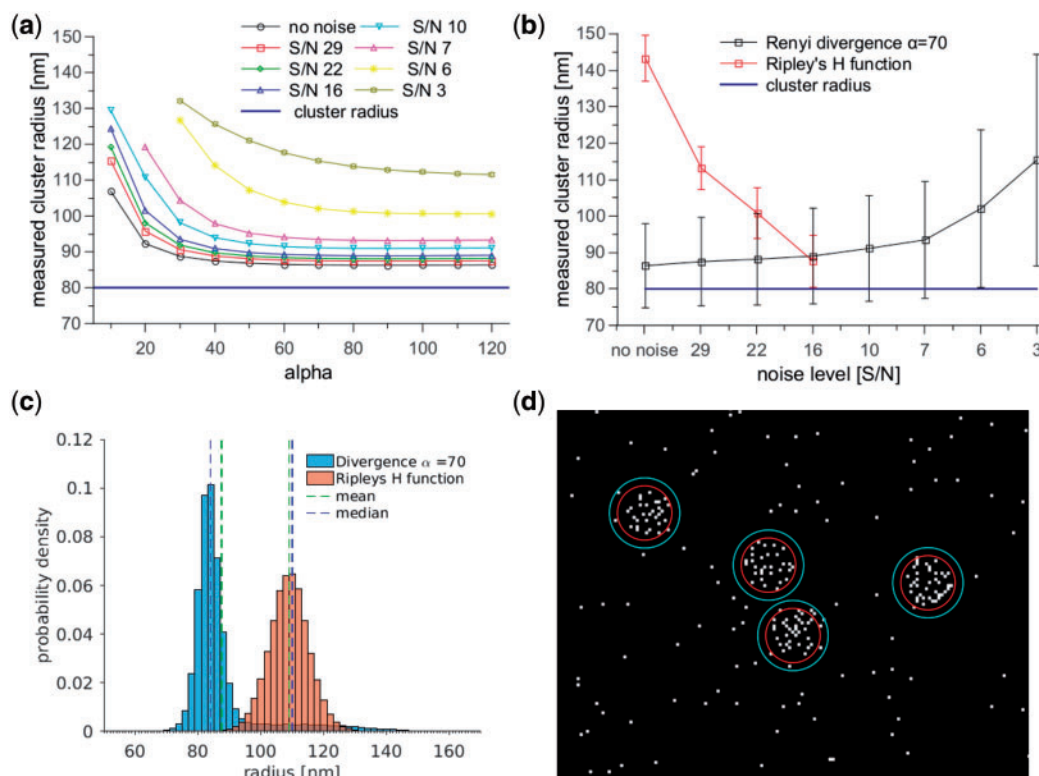 (a)
measured cluster radius [nm]
150
140
130
120
110
100
90
80
70
20
40
60
80
100
120
alpha
no noise
S/N 29
S/N 22
S/N 16
S/N 10
S/N 7
S/N 6
S/N 3
cluster radius
(b)
measured cluster radius [nm]
150
140
130
120
110
100
90
80
70
no noise
29
22
16
10
7
6
3
noise level [S/N]
Renyi divergence α=70
Ripley's H function
cluster radius
(c)
probability density
0.12
0.1
0.08
0.06
0.04
0.02
0
60
80
100
120
140
160
radius [nm]
Divergence α =70
Ripleys H function
mean
median
(d)